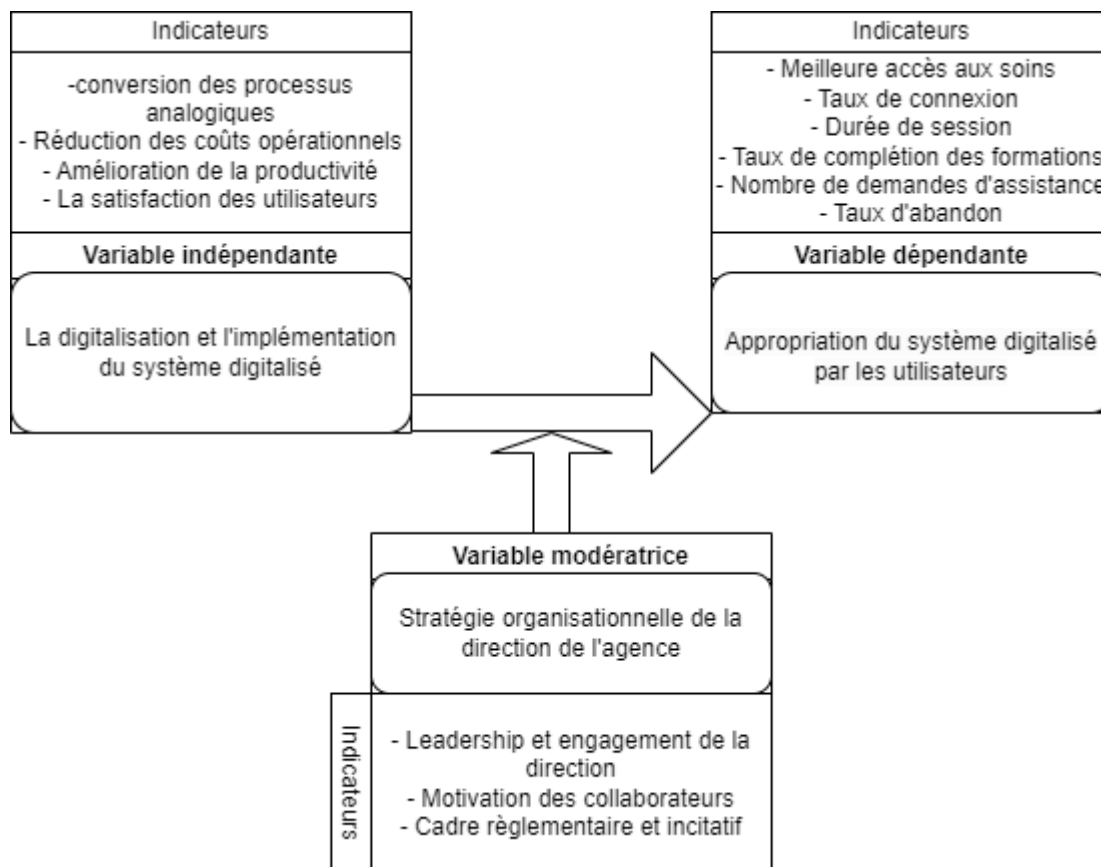 Indicateurs
-conversion des processus
analogiques
- Réduction des coûts opérationnels
- Amélioration de la productivité
- La satisfaction des utilisateurs
Variable indépendante
La digitalisation et l'implémentation
du système digitalisé
Indicateurs
- Meilleure accès aux soins
- Taux de connexion
- Durée de session
- Taux de complétion des formations
- Nombre de demandes d'assistance
- Taux d'abandon
Variable dépendante
Appropriation du système digitalisé
par les utilisateurs
Variable modératrice
Stratégie organisationnelle de la
direction de l'agence
Indicateurs
- Leadership et engagement de la
direction
- Motivation des collaborateurs
- Cadre règlementaire et incitatif